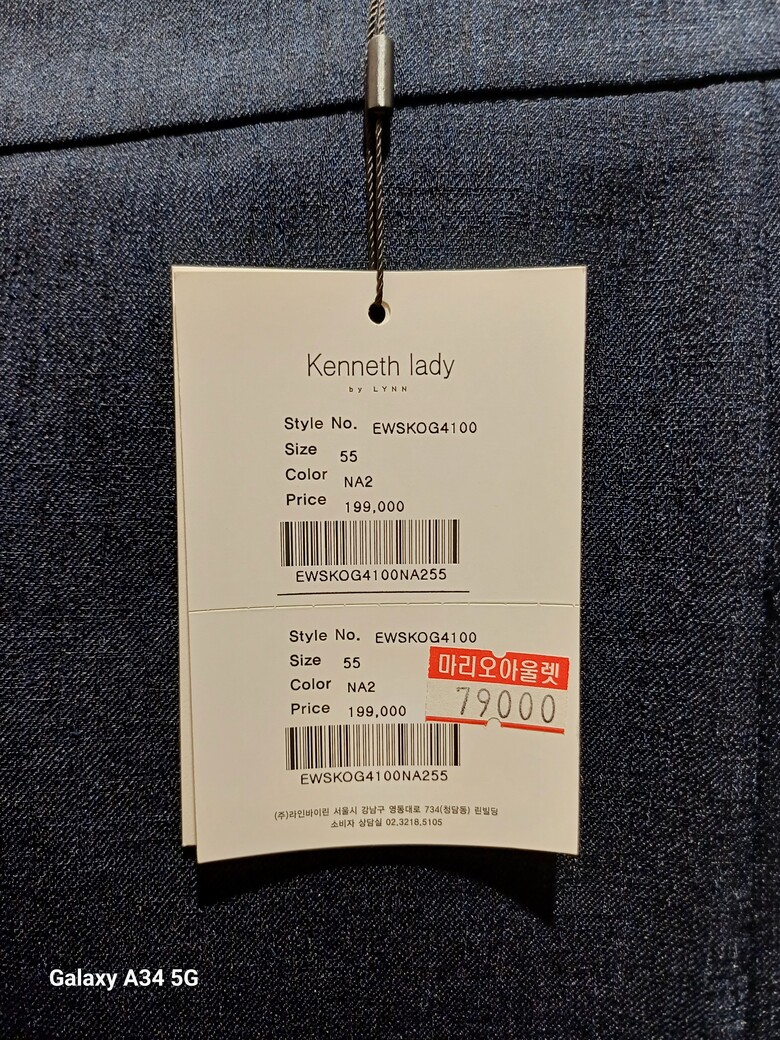 Kenneth lady
by LYNN
Style No. EWSKOG4100
Size 55
Color NA2
Price 199,000
EWSKOG4100NA255
Style No. EWSKOG4100
Size 55
마리오아울렛
Color NA2
79000
Price 199,000
EWSKOG4100NA255
(주)라인바이린 서울시 강남구 영동대로 734(청담동) 린빌딩
소비자 상담실 02.3218.5105
Galaxy A34 5G